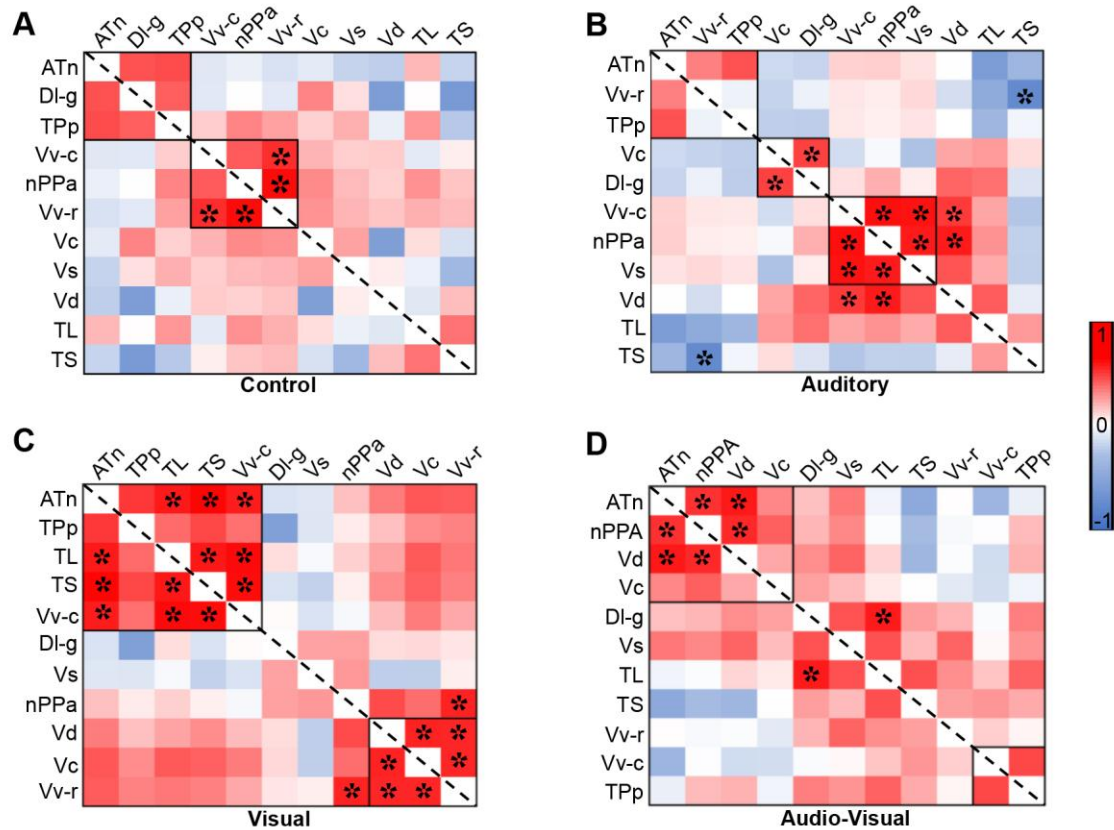 A
ATn Dl-g TPp Vv-c nPPa Vv-r Vc Vs Vd TL TS
ATn
Dl-g
TPp
Vv-c *
nPPa *
Vv-r * *
Vc
Vs
Vd
TL
TS
Control
B
ATn Vv-r TPp Vc Dl-g Vv-c nPPa Vs Vd TL TS
ATn
Vv-r *
TPp
Vc *
Dl-g *
Vv-c * * *
nPPa * * *
Vs * *
Vd * *
TL
TS *
Auditory
1
0
-1
C
ATn TPp TL TS Vv-c Dl-g Vs nPPa Vd Vc Vv-r
ATn * * *
TPp
TL * * *
TS * * *
Vv-c * * *
Dl-g
Vs
nPPa *
Vd * *
Vc * *
Vv-r * * *
Visual
D
ATn nPPA Vd Vc Dl-g Vs TL TS Vv-r Vv-c TPp
ATn * *
nPPA * *
Vd * *
Vc
Dl-g *
Vs
TL *
TS
Vv-r
Vv-c
TPp
Audio-Visual